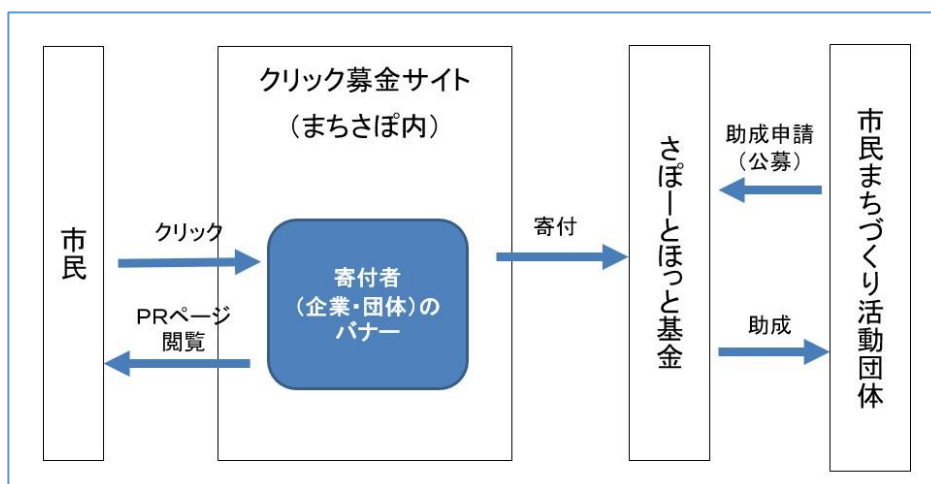 市民
クリック
PRページ
閲覧
クリック募金サイト
(まちさぽ内)
寄付者
(企業・団体)の
バナー
寄付
さぽーとほっと基金
助成申請
(公募)
助成
市民まちづくり活動団体